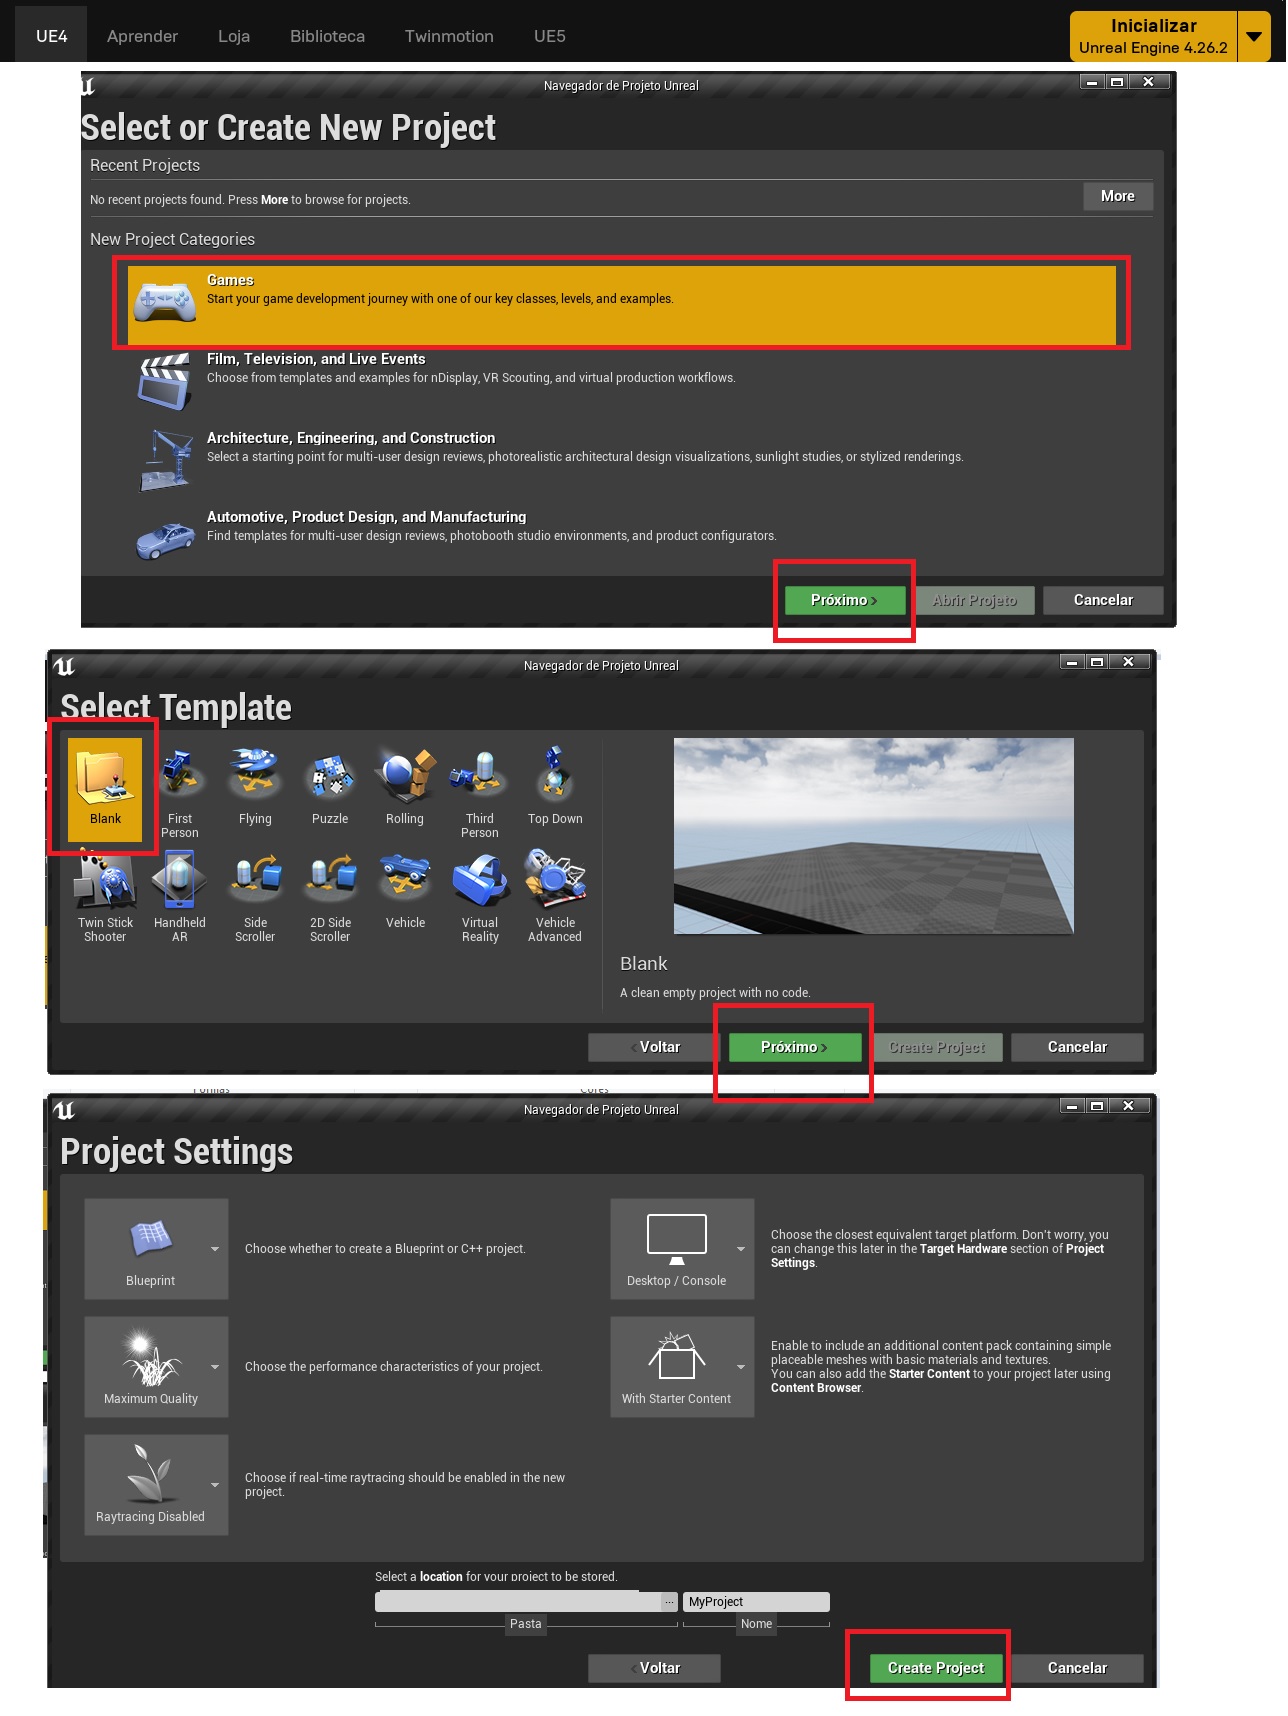 UE4 Aprender Loja Biblioteca Twinmotion UE5
Inicializar
Unreal Engine 4.26.2
Navegador de Projeto Unreal
Select or Create New Project
Recent Projects
No recent projects found. Press More to browse for projects.
More
New Project Categories
Games
Start your game development journey with one of our key classes, levels, and examples.
Film, Television, and Live Events
Choose from templates and examples for nDisplay, VR Scouting, and virtual production workflows.
Architecture, Engineering, and Construction
Select a starting point for multi-user design reviews, photorealistic architectural design visualizations, sunlight studies, or stylized renderings.
Automotive, Product Design, and Manufacturing
Find templates for multi-user design reviews, photobooth studio environments, and product configurators.
Próximo > Abrir Projeto Cancelar
Navegador de Projeto Unreal
Select Template
Blank
First
Person
Flying
Puzzle
Rolling
Third
Person
Top Down
Twin Stick
Shooter
Handheld
AR
Side
Scroller
2D Side
Scroller
Vehicle
Virtual
Reality
Vehicle
Advanced
Blank
A clean empty project with no code.
< Voltar Próximo > Create Project Cancelar
Formas Cores
Navegador de Projeto Unreal
Project Settings
Blueprint
Choose whether to create a Blueprint or C++ project.
Desktop / Console
Choose the closest equivalent target platform. Don't worry, you
can change this later in the Target Hardware section of Project
Settings.
Maximum Quality
Choose the performance characteristics of your project.
With Starter Content
Enable to include an additional content pack containing simple
placeable meshes with basic materials and textures.
You can also add the Starter Content to your project later using
Content Browser.
Raytracing Disabled
Choose if real-time raytracing should be enabled in the new
project.
Select a location for your project to be stored.
... MyProject
Pasta Nome
< Voltar Create Project Cancelar